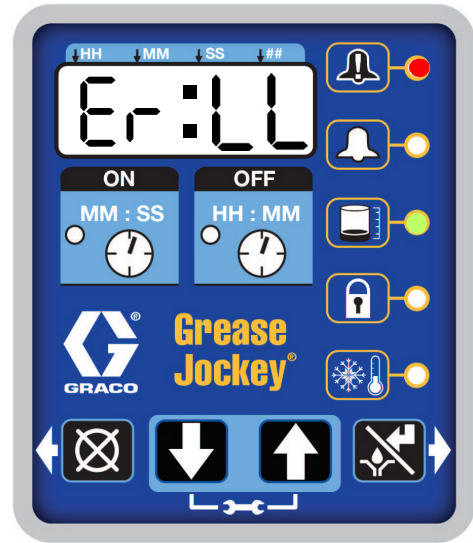 HH MM SS ##
Er:LL
ON OFF
MM : SS HH : MM
®
Grease
Jockey®
GRACO